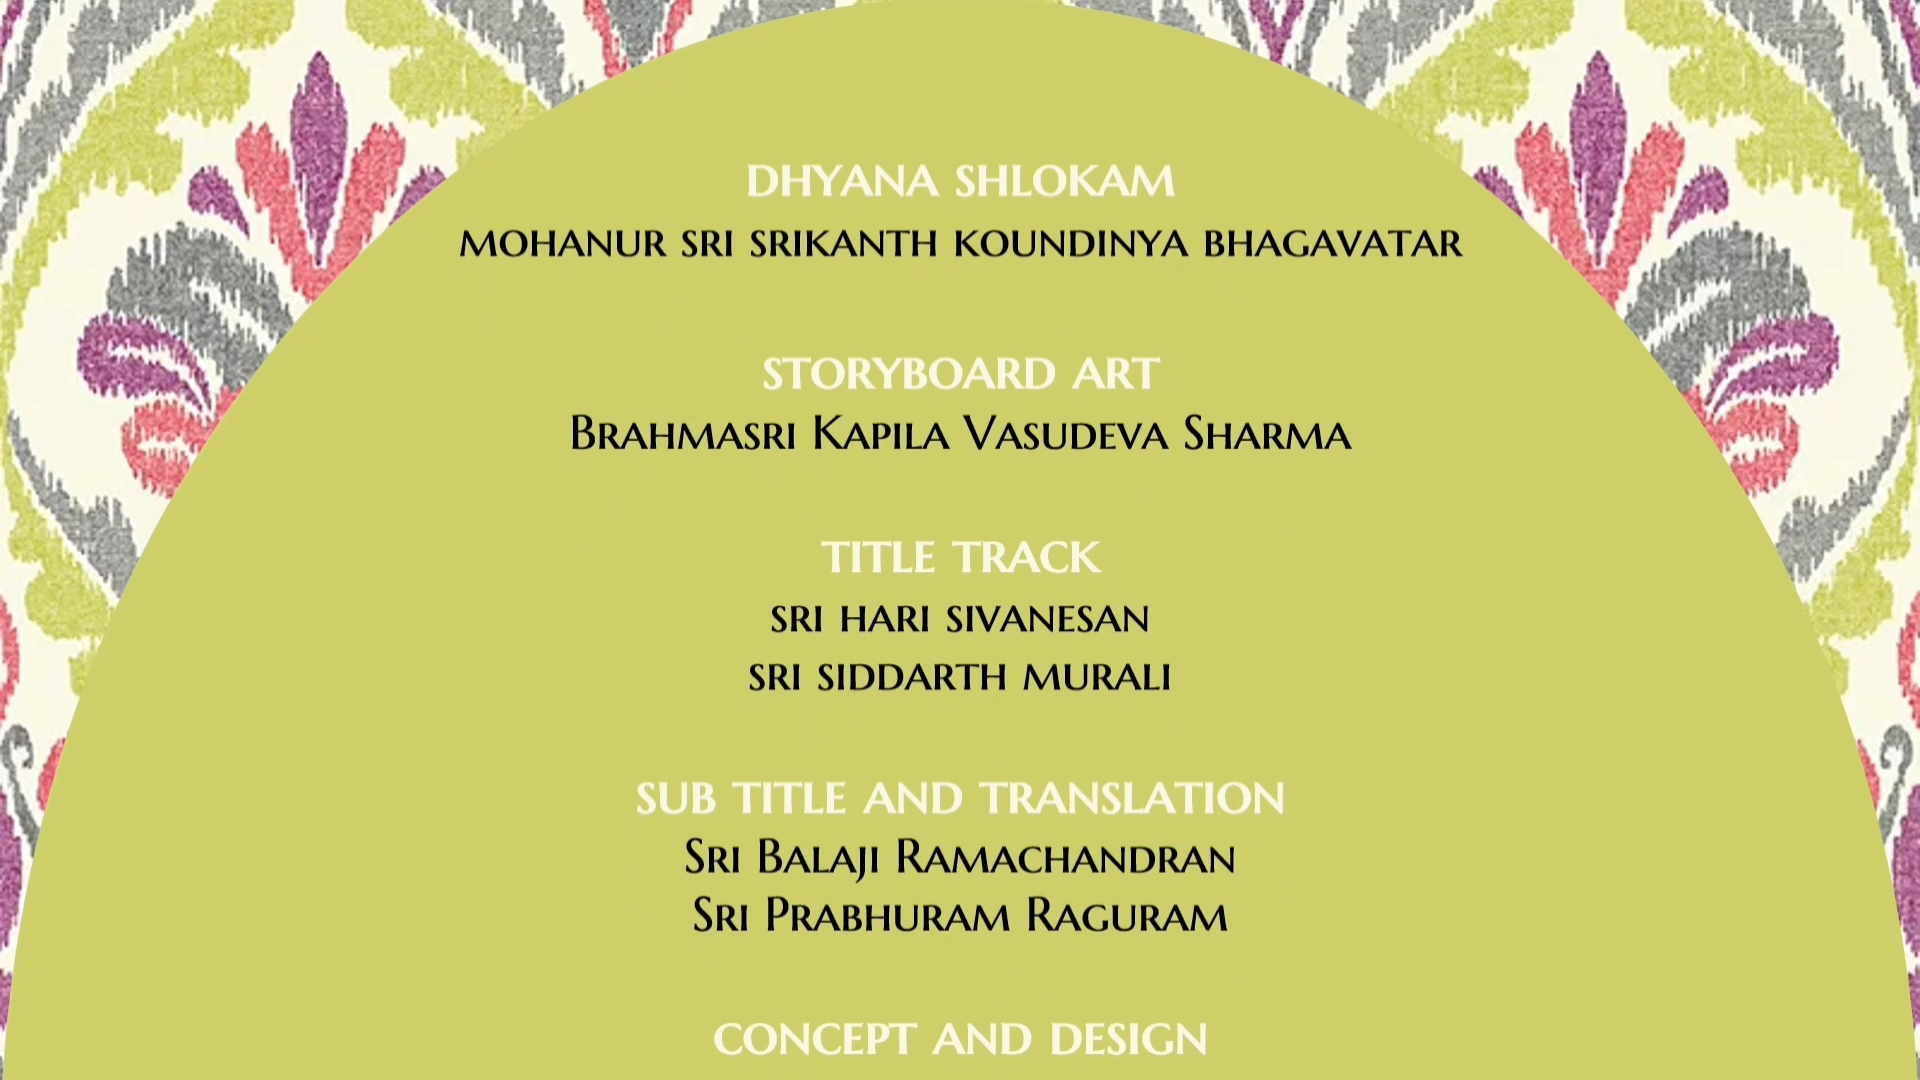 DHYANA SHLOKAM
MOHANUR SRI SRIKANTH KOUNDINYA BHAGAVATAR
STORYBOARD ART
BRAHMASRI KAPILA VASUDEVA SHARMA
TITLE TRACK
SRI HARI SIVANESAN
SRI SIDDARTH MURALI
SUB TITLE AND TRANSLATION
SRI BALAJI RAMACHANDRAN
SRI PRABHURAM RAGURAM
CONCEPT AND DESIGN